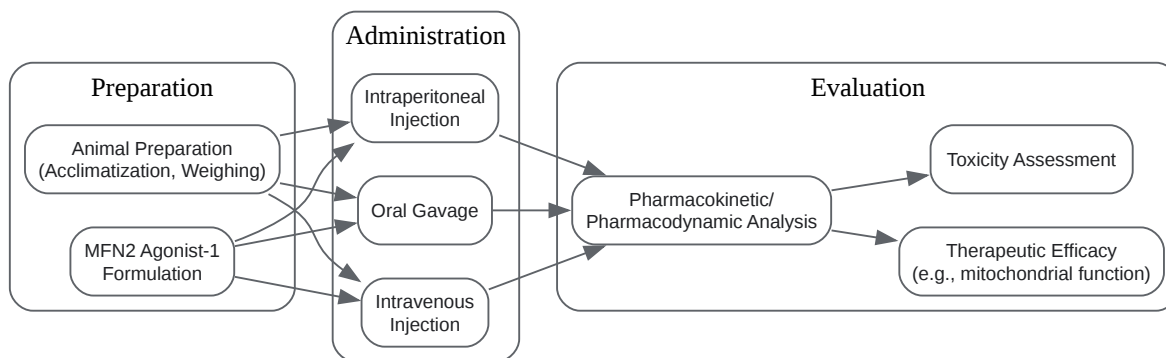 Preparation
Animal Preparation
(Acclimatization, Weighing)
MFN2 Agonist-1
Formulation
Administration
Intraperitoneal
Injection
Oral Gavage
Intravenous
Injection
Evaluation
Pharmacokinetic/
Pharmacodynamic Analysis
Toxicity Assessment
Therapeutic Efficacy
(e.g., mitochondrial function)